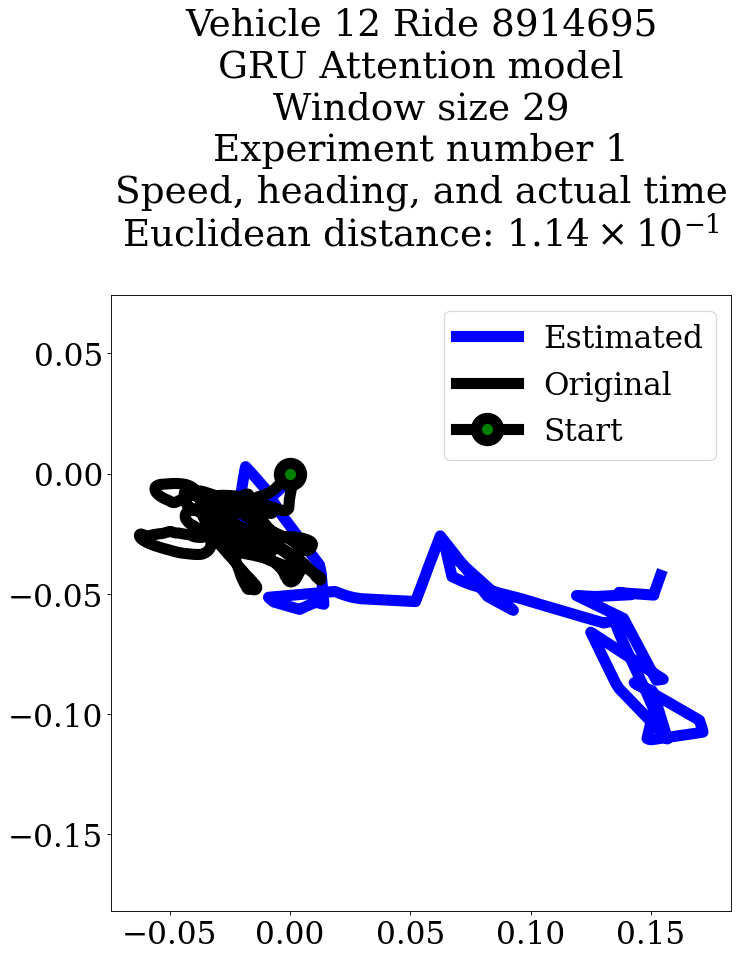 Vehicle 12 Ride 8914695
GRU Attention model
Window size 29
Experiment number 1
Speed, heading, and actual time
Euclidean distance: 1.14 × 10⁻¹
Estimated
Original
Start
0.05
0.00
−0.05
−0.10
−0.15
−0.05 0.00 0.05 0.10 0.15